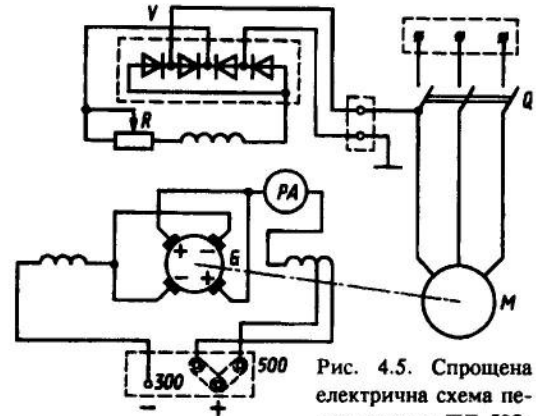 V
R
Q
PA
+ −
− +
G
M
300
500
−
+
Рис. 4.5. Спрощена
електрична схема пе-